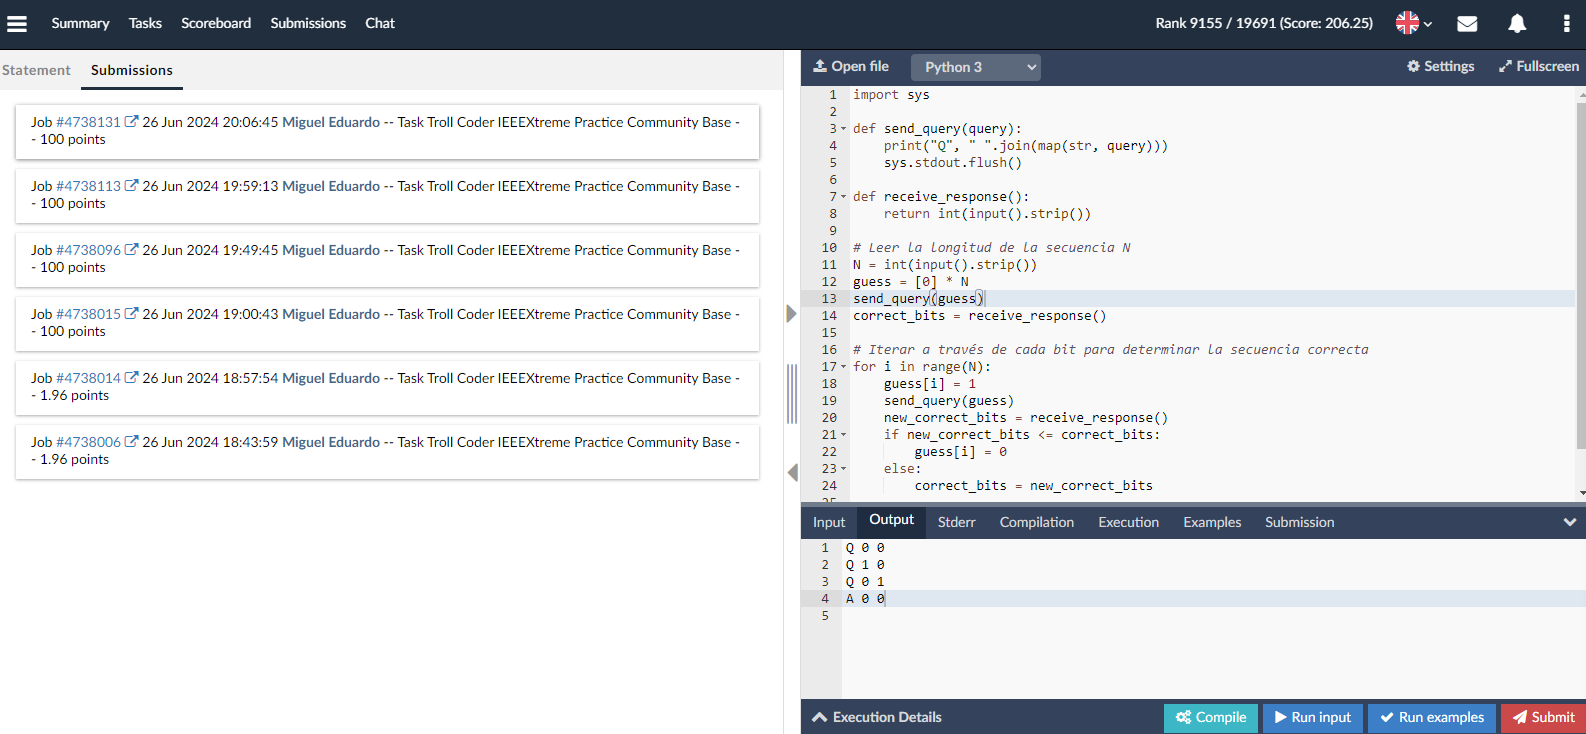 Summary Tasks Scoreboard Submissions Chat Rank 9155 / 19691 (Score: 206.25)
Statement Submissions
Job #4738131 26 Jun 2024 20:06:45 Miguel Eduardo -- Task Troll Coder IEEEXtreme Practice Community Base -
- 100 points
Job #4738113 26 Jun 2024 19:59:13 Miguel Eduardo -- Task Troll Coder IEEEXtreme Practice Community Base -
- 100 points
Job #4738096 26 Jun 2024 19:49:45 Miguel Eduardo -- Task Troll Coder IEEEXtreme Practice Community Base -
- 100 points
Job #4738015 26 Jun 2024 19:00:43 Miguel Eduardo -- Task Troll Coder IEEEXtreme Practice Community Base -
- 100 points
Job #4738014 26 Jun 2024 18:57:54 Miguel Eduardo -- Task Troll Coder IEEEXtreme Practice Community Base -
- 1.96 points
Job #4738006 26 Jun 2024 18:43:59 Miguel Eduardo -- Task Troll Coder IEEEXtreme Practice Community Base -
- 1.96 points
Open file Python 3 Settings Fullscreen
1 import sys
2
3 def send_query(query):
4     print("Q", " ".join(map(str, query)))
5     sys.stdout.flush()
6
7 def receive_response():
8     return int(input().strip())
9
10 # Leer la longitud de la secuencia N
11 N = int(input().strip())
12 guess = [0] * N
13 send_query(guess)
14 correct_bits = receive_response()
15
16 # Iterar a través de cada bit para determinar la secuencia correcta
17 for i in range(N):
18     guess[i] = 1
19     send_query(guess)
20     new_correct_bits = receive_response()
21     if new_correct_bits <= correct_bits:
22         guess[i] = 0
23     else:
24         correct_bits = new_correct_bits
25
Input Output Stderr Compilation Execution Examples Submission
1 Q 0 0
2 Q 1 0
3 Q 0 1
4 A 0 0
5
Execution Details Compile Run input Run examples Submit